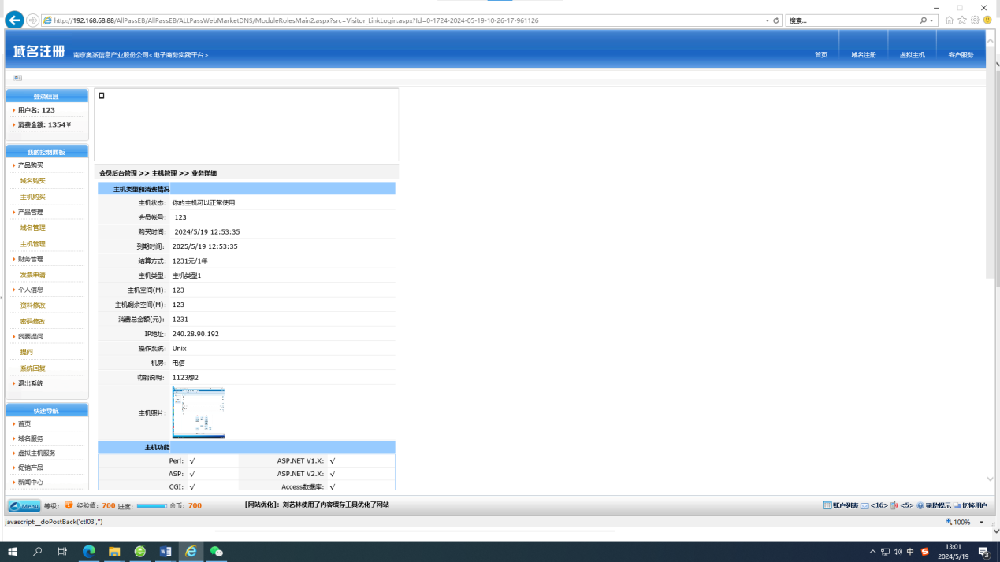 http://192.168.68.88/AllPassEB/AllPassEB/ALLPassWebMarketDNS/ModuleRolesMain2.aspx?src=Visitor_LinkLogin.aspx?Id=0-1724-2024-05-19-10-26-17-961126
搜索...
域名注册 南京奥派信息产业股份公司<电子商务实践平台>
首页 域名注册 虚拟主机 客户服务
登录信息
用户名: 123
消费金额: 1354￥
我的控制面板
产品购买
域名购买
主机购买
产品管理
域名管理
主机管理
财务管理
发票申请
个人信息
资料修改
密码修改
我要提问
提问
系统回复
退出系统
快速导航
首页
域名服务
虚拟主机服务
促销产品
新闻中心
会员后台管理 >> 主机管理 >> 业务详细
主机类型和消费情况
主机状态: 你的主机可以正常使用
会员帐号: 123
购买时间: 2024/5/19 12:53:35
到期时间: 2025/5/19 12:53:35
结算方式: 1231元/1年
主机类型: 主机类型1
主机空间(M): 123
主机剩余空间(M): 123
消费总金额(元): 1231
IP地址: 240.28.90.192
操作系统: Unix
机房: 电信
功能说明: 1123想2
主机照片:
主机功能
Perl: √ ASP.NET V1.X: √
ASP: √ ASP.NET V2.X: √
CGI: √ Access数据库: √
Menu 等级: 经验值: 700 进度: 金币: 700
[网站优化]: 刘艺林使用了内容缓存工具优化了网站
账户列表 <16> <5> 帮助提示 切换用户
javascript:__doPostBack('ctl03','')
100%
中
13:01
2024/5/19
3